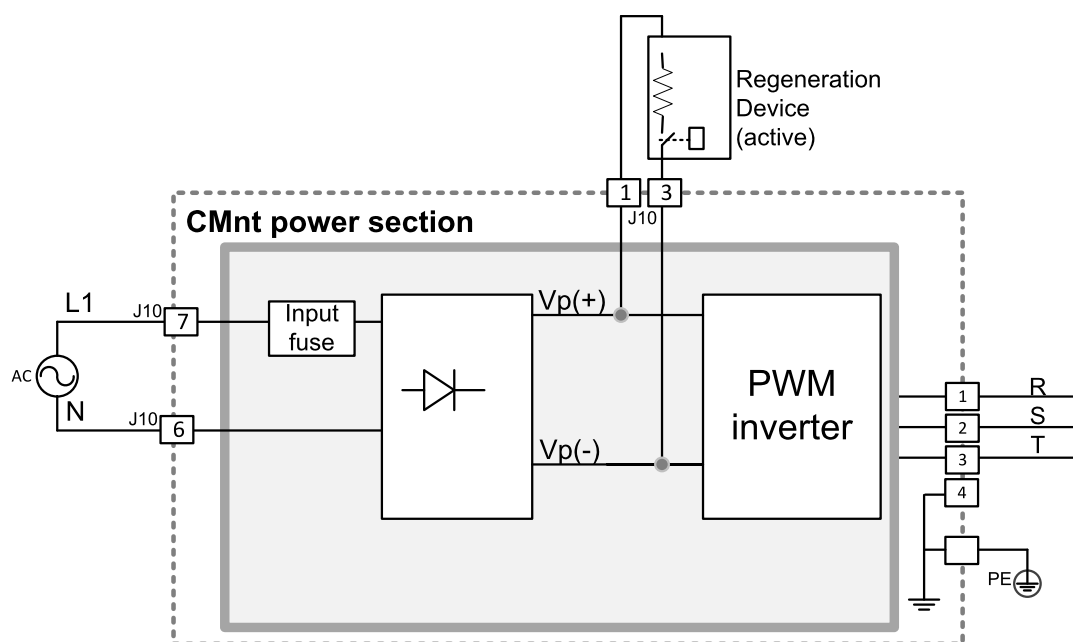 Regeneration
Device
(active)
1
3
J10
CMnt power section
L1
J10
7
Input
fuse
Vp(+)
AC
N
J10
6
PWM
inverter
Vp(-)
1
R
2
S
3
T
4
PE